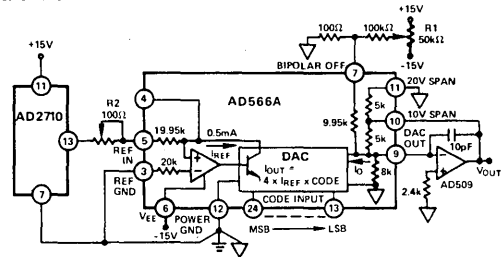 +15V
100Ω
100kΩ
R1
50kΩ
-15V
BIPOLAR OFF
7
+15V
11
AD2710
13
7
R2
100Ω
4
AD566A
5
REF
IN
19.95k
0.5mA
IREF
3
REF
GND
20k
DAC
IOUT =
4 x IREF x CODE
9.95k
11
20V SPAN
5k
10
10V SPAN
5k
DAC
OUT
9
IO
8k
10pF
VOUT
2.4k
AD509
6
VEE
-15V
POWER
GND
12
CODE INPUT
24
13
MSB
LSB